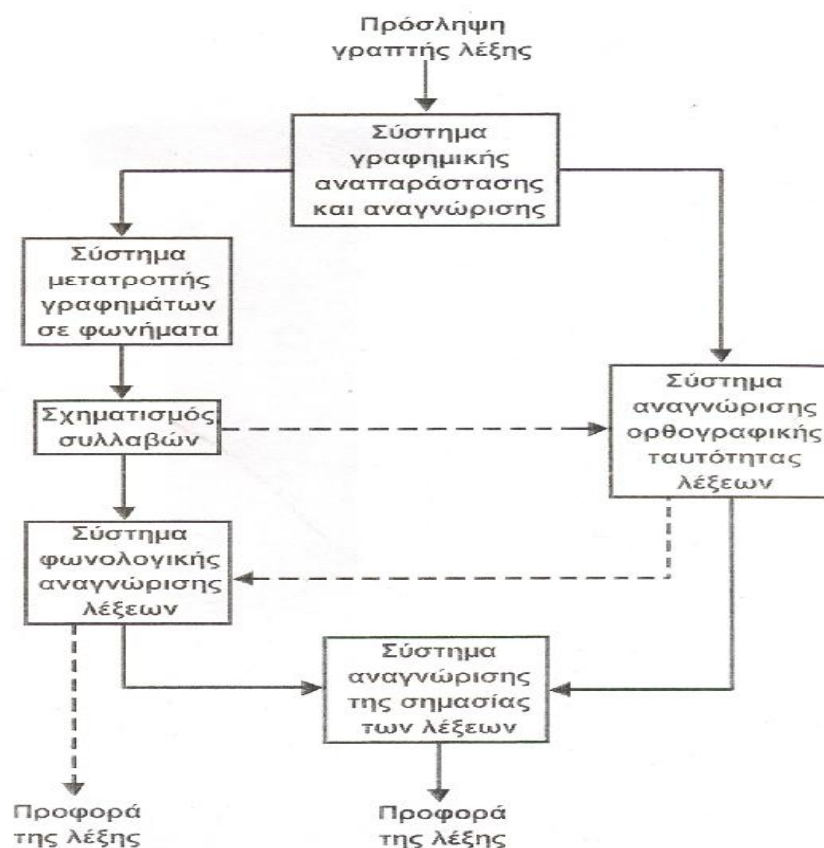 Πρόσληψη
γραπτής λέξης
Σύστημα
γραφημικής
αναπαράστασης
και αναγνώρισης
Σύστημα
μετατροπής
γραφημάτων
σε φωνήματα
Σχηματισμός
συλλαβών
Σύστημα
αναγνώρισης
ορθογραφικής
ταυτότητας
λέξεων
Σύστημα
φωνολογικής
αναγνώρισης
λέξεων
Σύστημα
αναγνώρισης
της σημασίας
των λέξεων
Προφορά
της λέξης
Προφορά
της λέξης